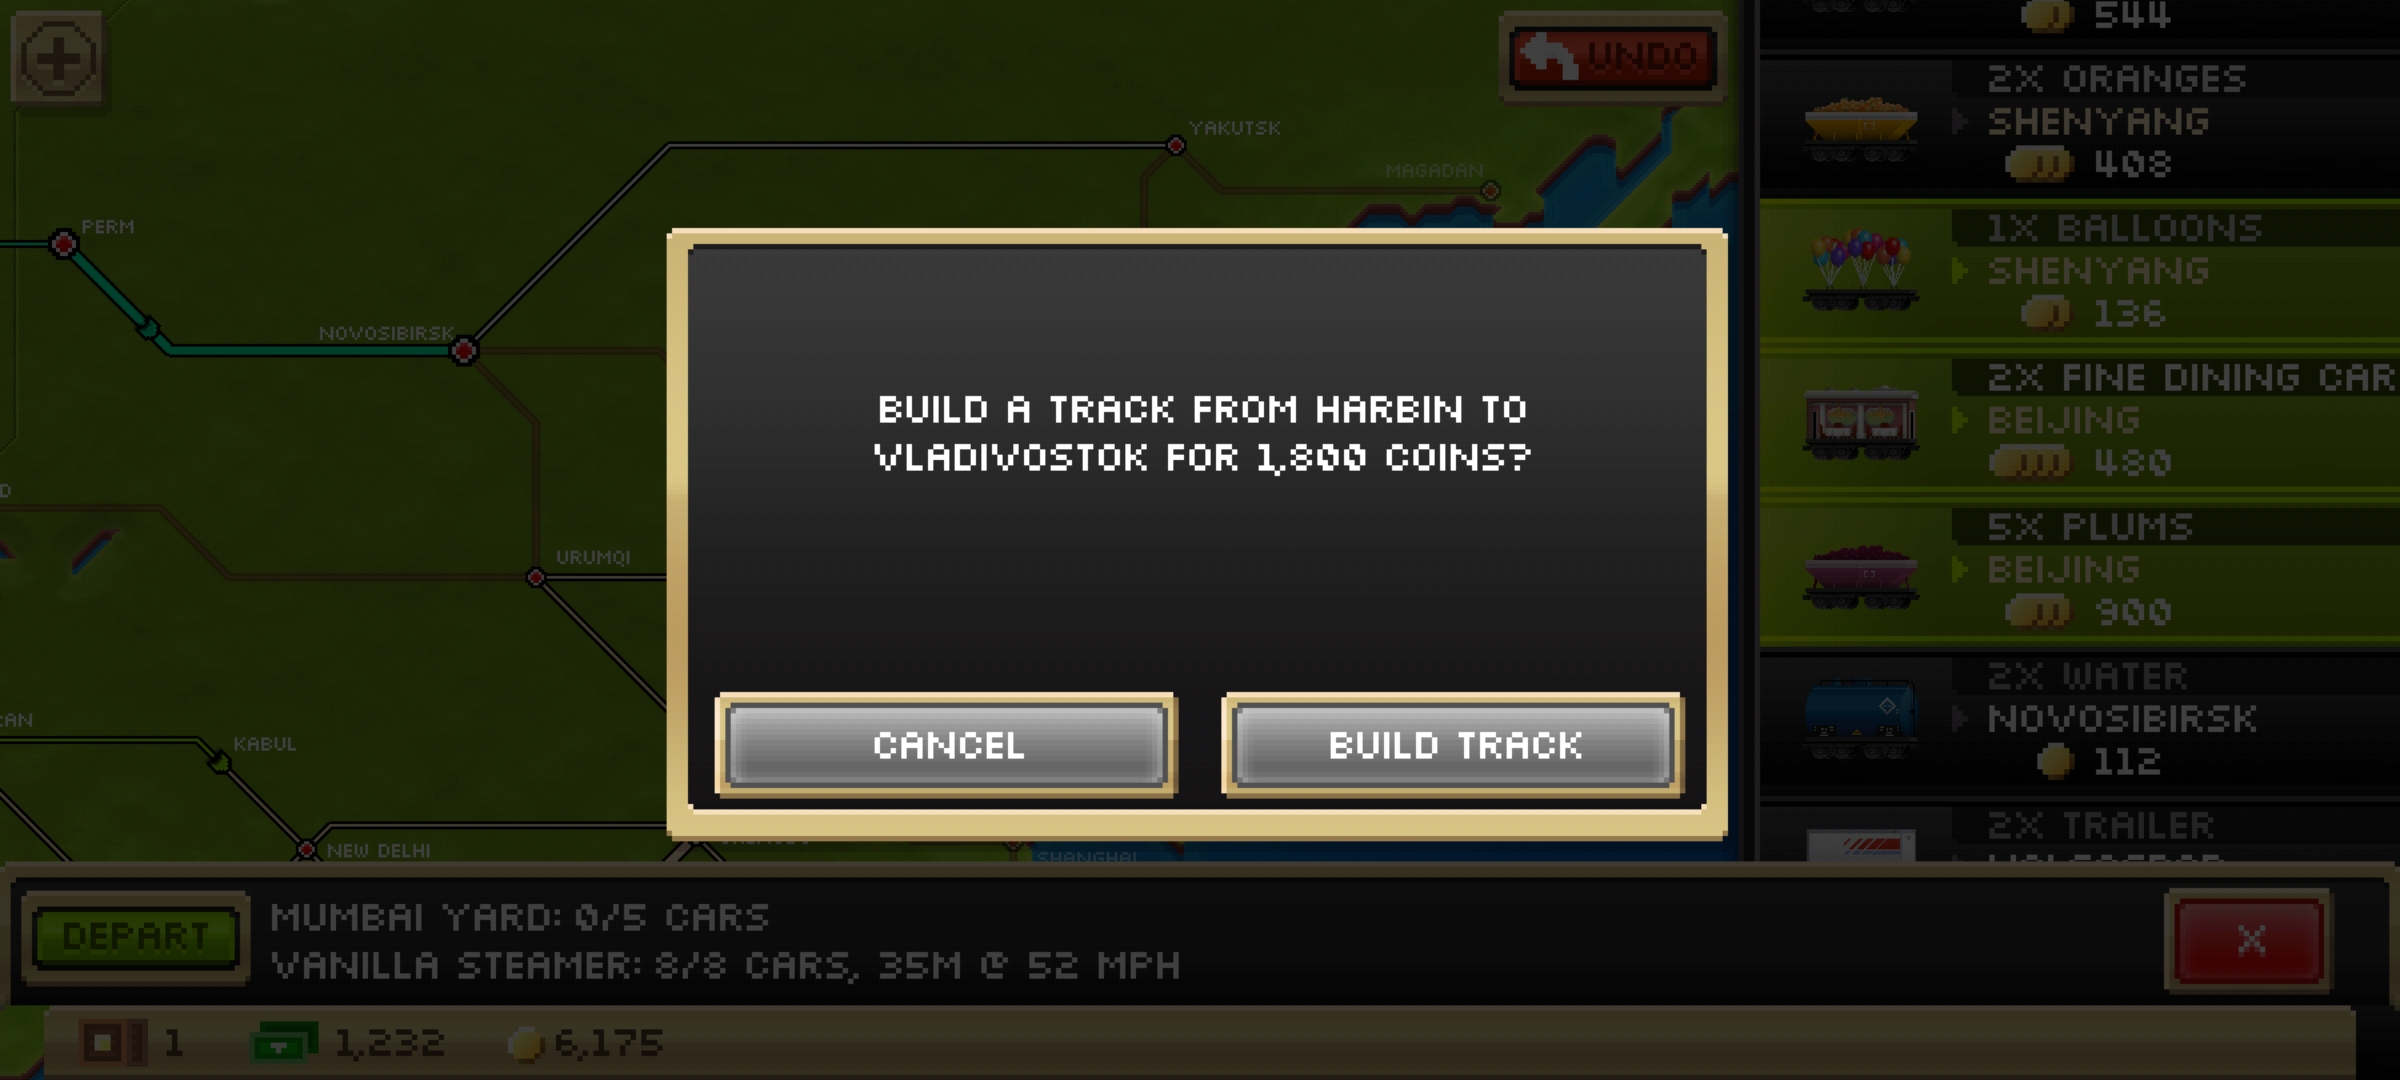 544
UNDO
2X ORANGES
SHENYANG
408
YAKUTSK
MAGADAN
PERM
1X BALLOONS
SHENYANG
136
NOVOSIBIRSK
2X FINE DINING CAR
BEIJING
480
BUILD A TRACK FROM HARBIN TO
VLADIVOSTOK FOR 1,800 COINS?
D
5X PLUMS
BEIJING
900
URUMQI
2X WATER
NOVOSIBIRSK
112
AN
KABUL
CANCEL
BUILD TRACK
2X TRAILER
NEW DELHI
SHANGHAI
DEPART
MUMBAI YARD: 0/5 CARS
VANILLA STEAMER: 8/8 CARS, 35M @ 52 MPH
X
1
1,232
6,175